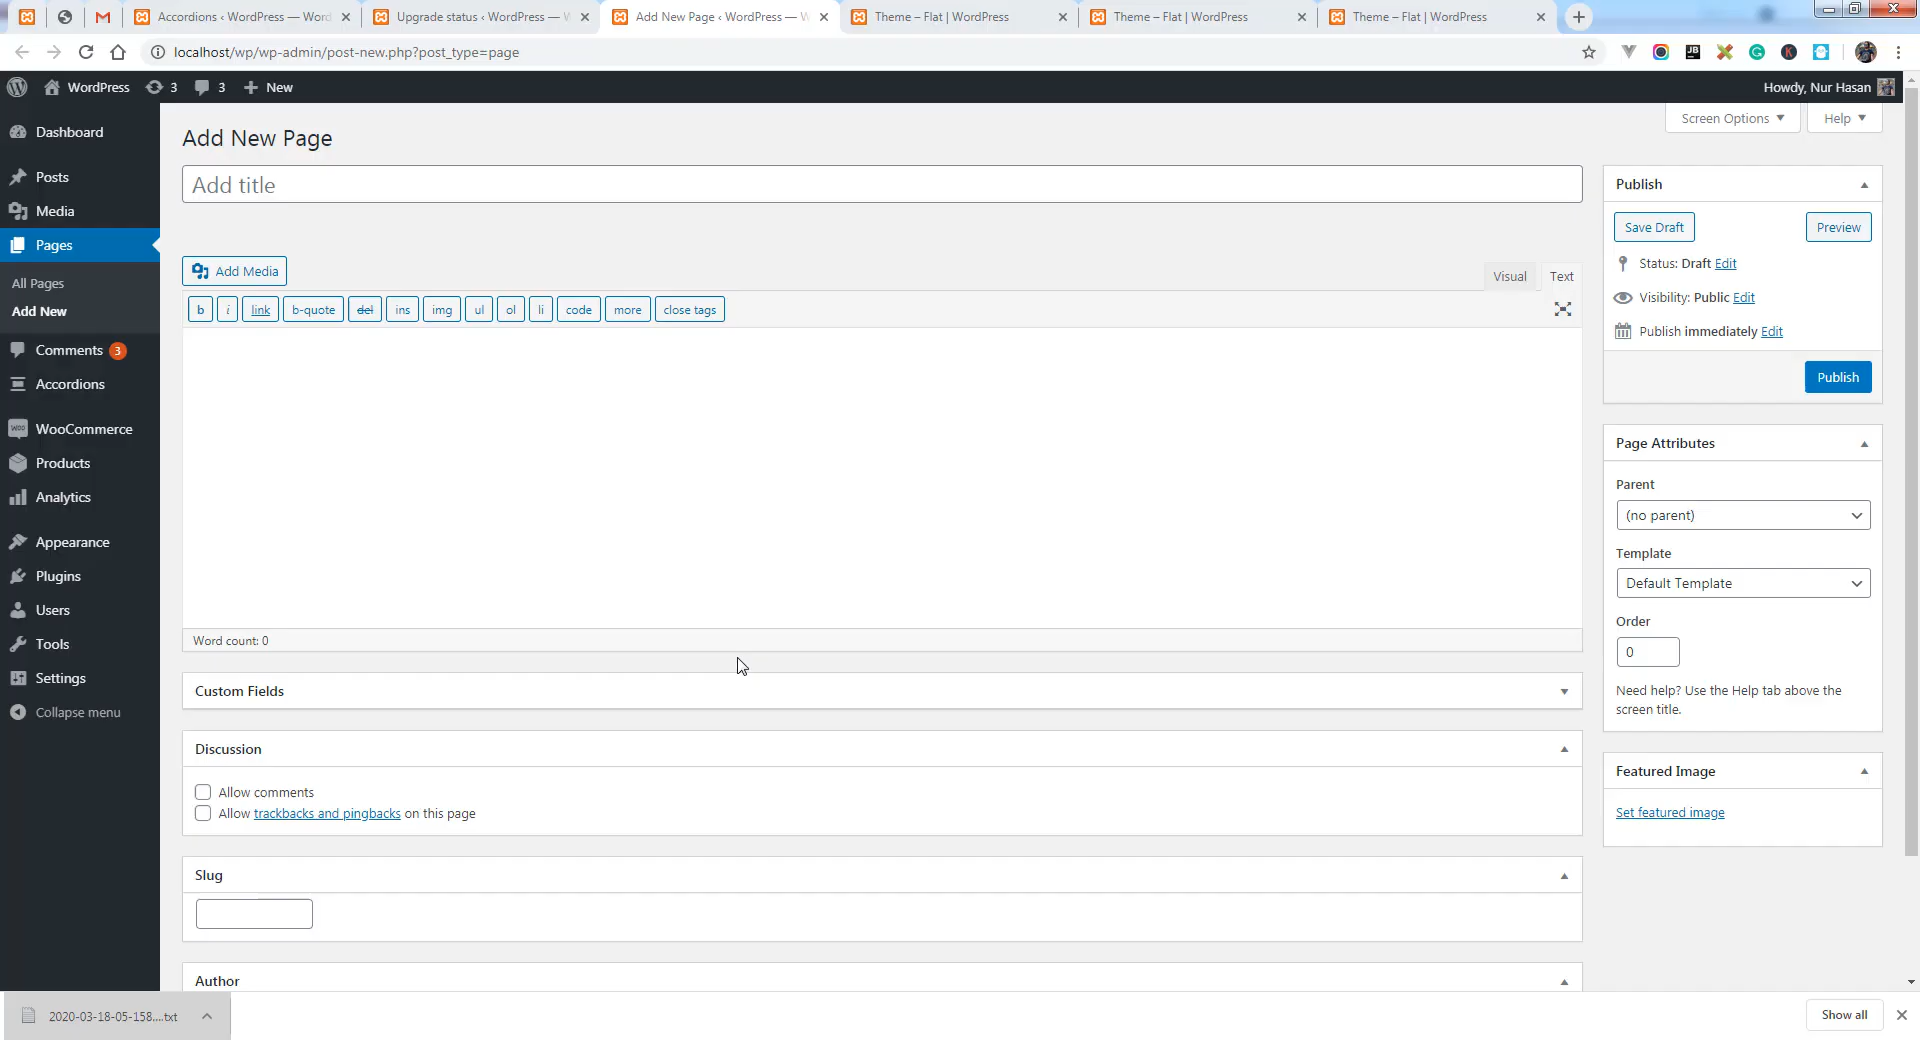 Accordions ‹ WordPress — Word
Upgrade status ‹ WordPress — W
Add New Page ‹ WordPress — W
Theme – Flat | WordPress
Theme – Flat | WordPress
Theme – Flat | WordPress
localhost/wp/wp-admin/post-new.php?post_type=page
WordPress 3 3 New
Howdy, Nur Hasan
Dashboard
Posts
Media
Pages
All Pages
Add New
Comments 3
Accordions
WooCommerce
Products
Analytics
Appearance
Plugins
Users
Tools
Settings
Collapse menu
Screen Options
Help
Add New Page
Add title
Add Media
Visual Text
b i link b-quote del ins img ul ol li code more close tags
Word count: 0
Custom Fields
Discussion
Allow comments
Allow trackbacks and pingbacks on this page
Slug
Author
Publish
Save Draft Preview
Status: Draft Edit
Visibility: Public Edit
Publish immediately Edit
Publish
Page Attributes
Parent
(no parent)
Template
Default Template
Order
0
Need help? Use the Help tab above the
screen title.
Featured Image
Set featured image
2020-03-18-05-158....txt
Show all